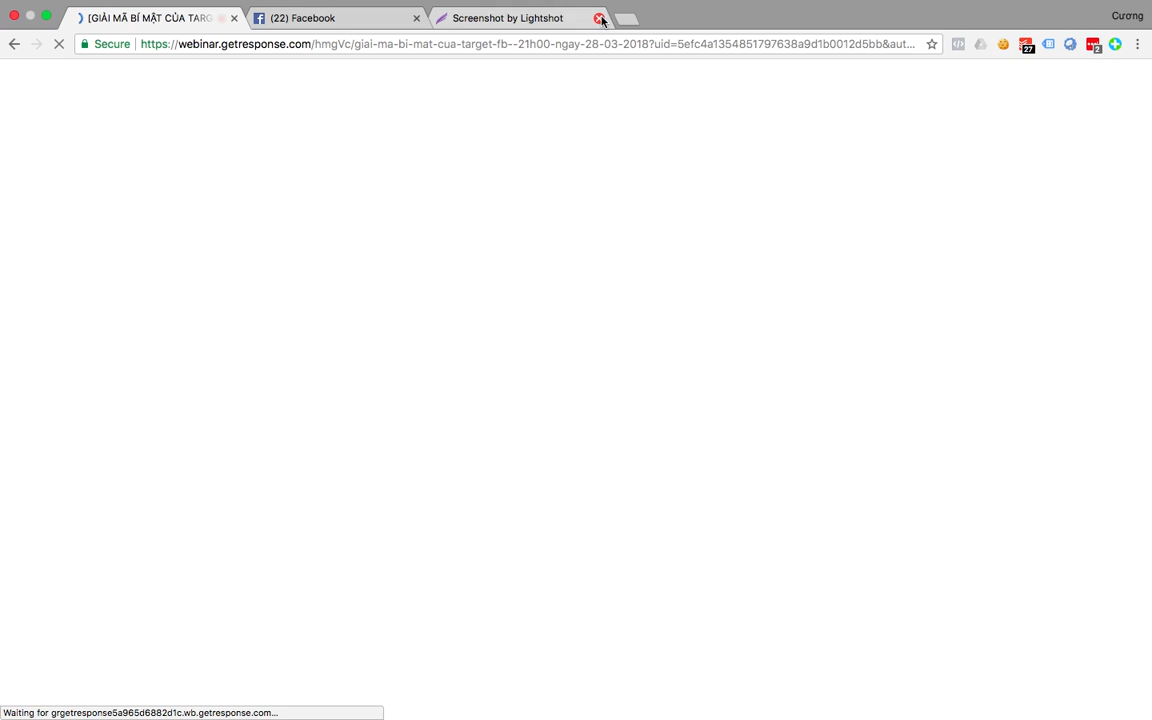 [GIẢI MÃ BÍ MẬT CỦA TARG
(22) Facebook
Screenshot by Lightshot
Cương
Secure
https://webinar.getresponse.com/hmgVc/giai-ma-bi-mat-cua-target-fb--21h00-ngay-28-03-2018?uid=5efc4a1354851797638a9d1b0012d5bb&aut...
27
2
Waiting for grgetresponse5a965d6882d1c.wb.getresponse.com...